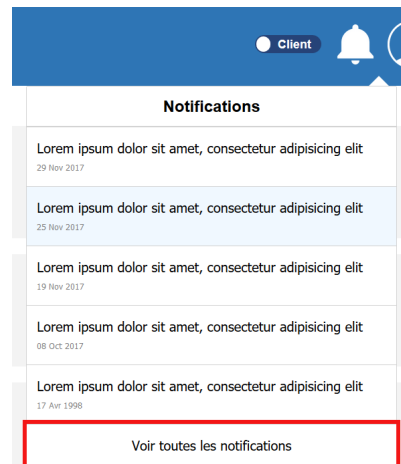 Client
Notifications
Lorem ipsum dolor sit amet, consectetur adipisicing elit
29 Nov 2017
Lorem ipsum dolor sit amet, consectetur adipisicing elit
25 Nov 2017
Lorem ipsum dolor sit amet, consectetur adipisicing elit
19 Nov 2017
Lorem ipsum dolor sit amet, consectetur adipisicing elit
08 Oct 2017
Lorem ipsum dolor sit amet, consectetur adipisicing elit
17 Avr 1998
Voir toutes les notifications